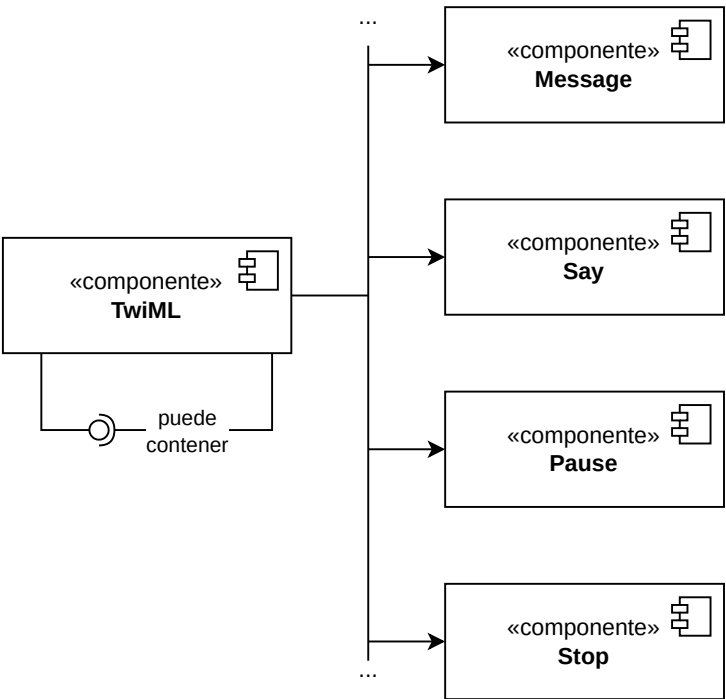 ...
«componente»
Message
«componente»
Say
«componente»
TwiML
puede
contener
«componente»
Pause
«componente»
Stop
...